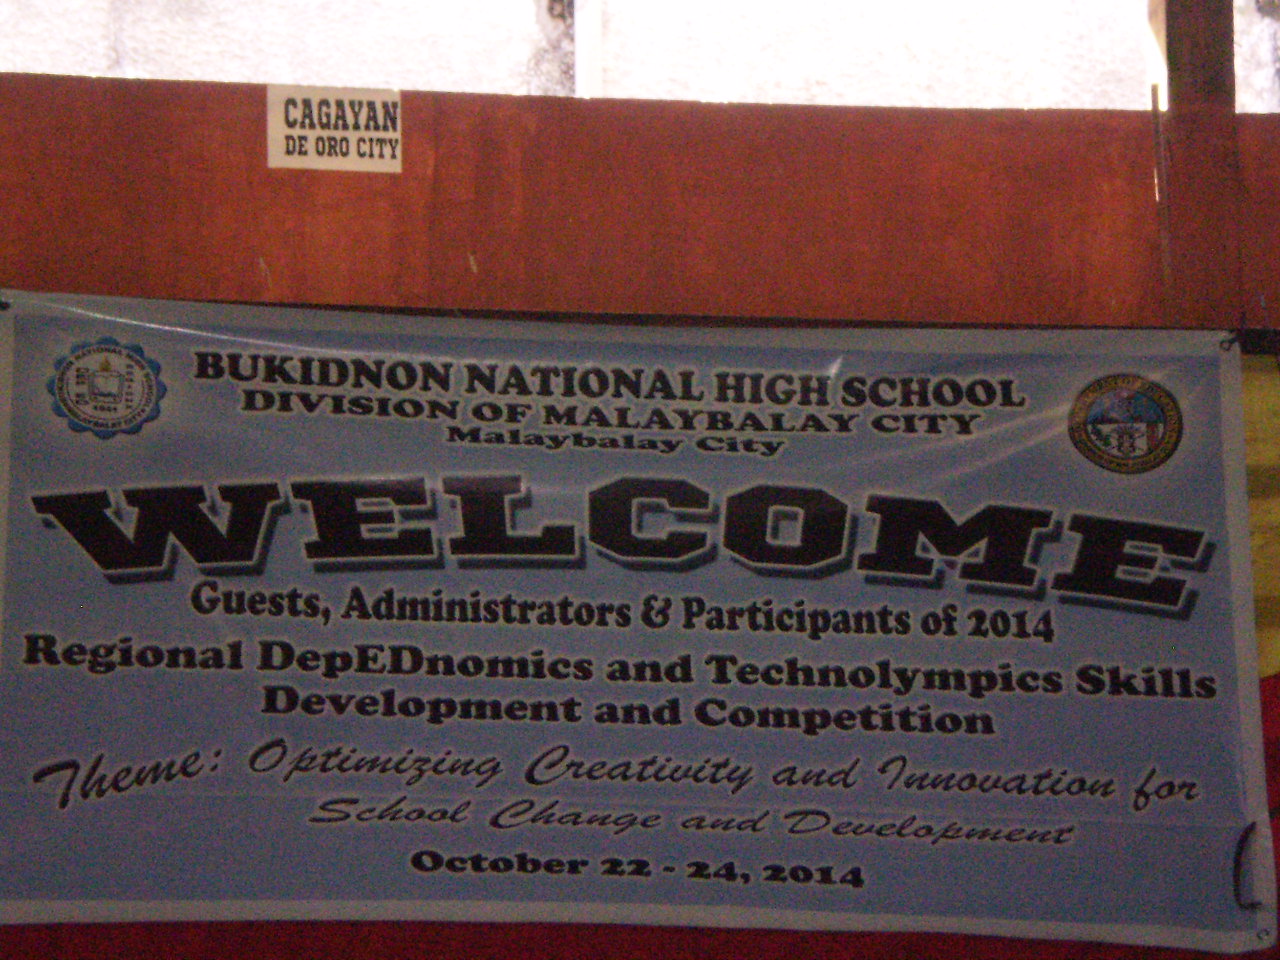 CAGAYAN
DE ORO CITY
BUKIDNON NATIONAL HIGH SCHOOL
DIVISION OF MALAYBALAY CITY
Malaybalay City
WELCOME
Guests, Administrators & Participants of 2014
Regional DepEDnomics and Technolympics Skills
Development and Competition
Theme: Optimizing Creativity and Innovation for
School Change and Development
October 22 - 24, 2014